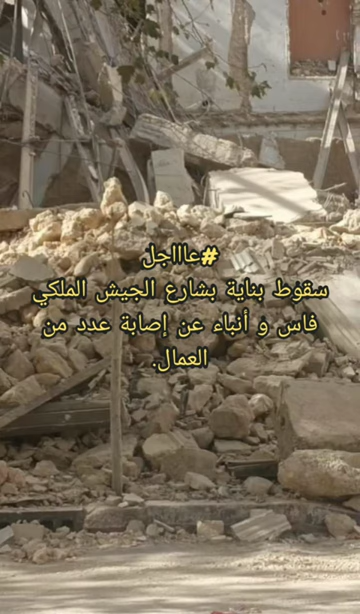 #عاااجل
سقوط بناية بشارع الجيش الملكي
فاس و أنباء عن إصابة عدد من
العمال.